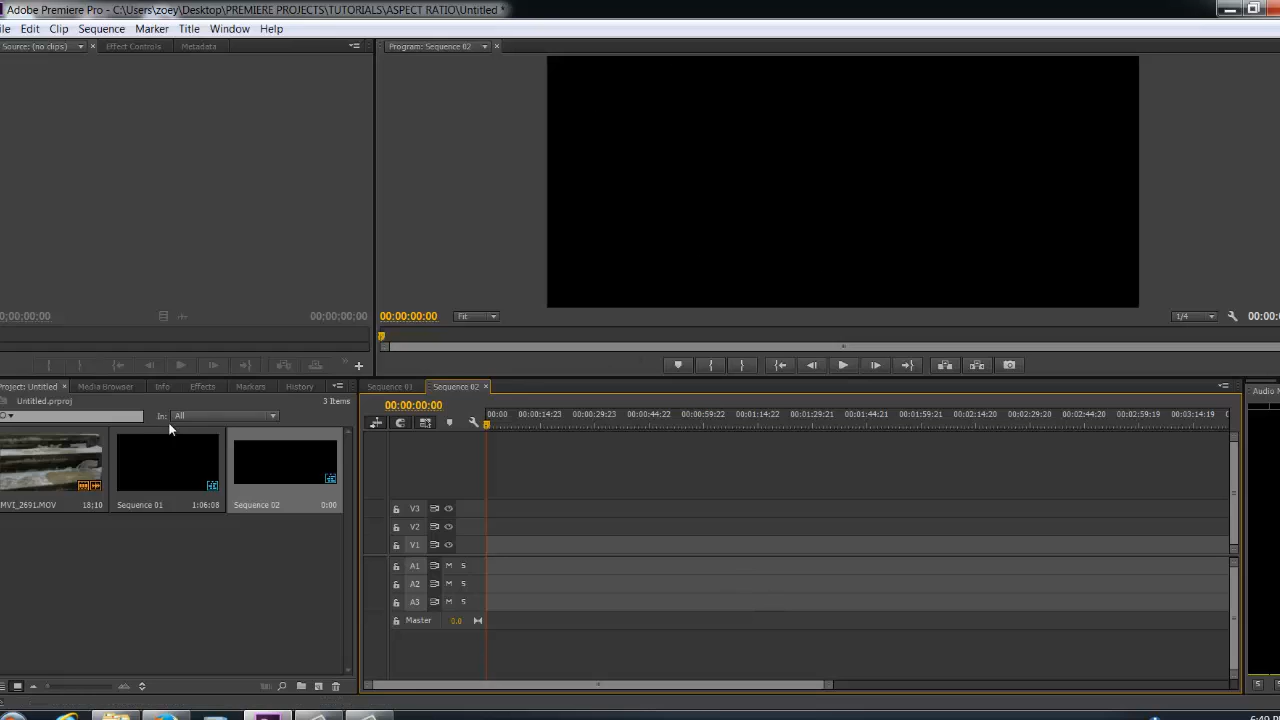 Adobe Premiere Pro - C:\Users\zoey\Desktop\PREMIERE PROJECTS\TUTORIALS\ASPECT RATIO\Untitled *
ile Edit Clip Sequence Marker Title Window Help
Source: (no clips) Effect Controls Metadata
Program: Sequence 02
0;00;00;00 00:00:00:00
00:00:00:00 Fit 1/4 00:00:
Project: Untitled Media Browser Info Effects Markers History
Untitled.prproj 3 Items
In: All
MVI_2691.MOV 18;10
Sequence 01 1:06:08
Sequence 02 0:00
Sequence 01 Sequence 02
00:00:00:00
00:00 00:00:14:23 00:00:29:23 00:00:44:22 00:00:59:22 00:01:14:22 00:01:29:21 00:01:44:21 00:01:59:21 00:02:14:20 00:02:29:20 00:02:44:20 00:02:59:19 00:03:14:19
V3
V2
V1
A1 M S
A2 M S
A3 M S
Master 0.0
Audio M
S